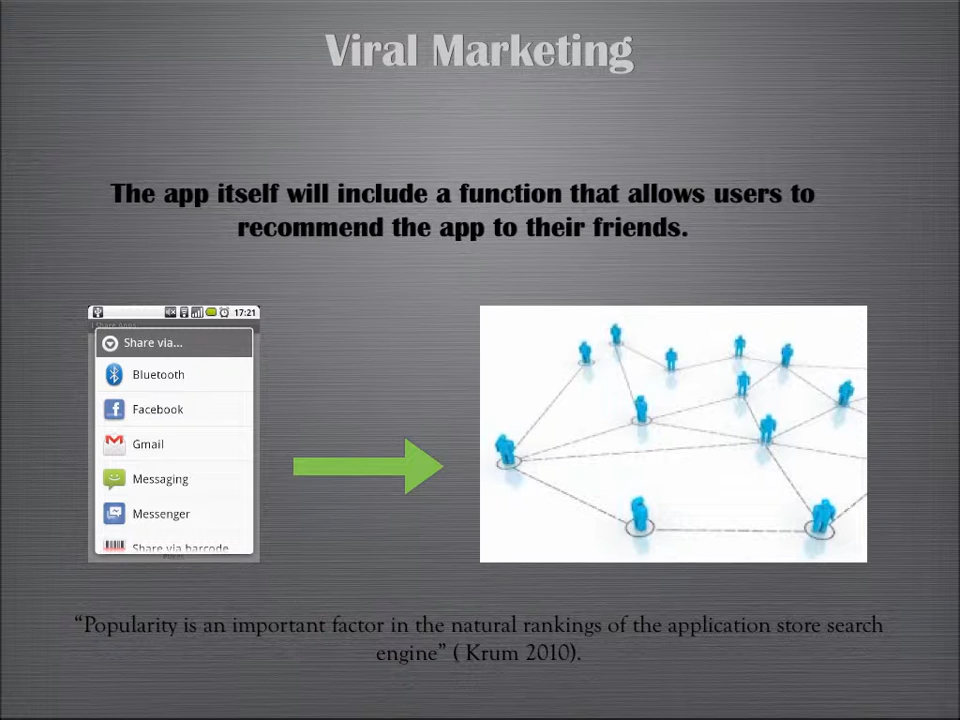 Viral Marketing
The app itself will include a function that allows users to
recommend the app to their friends.
17:21
Share Apps
Share via...
Bluetooth
Facebook
Gmail
Messaging
Messenger
Share via barcode
“Popularity is an important factor in the natural rankings of the application store search
engine” ( Krum 2010).